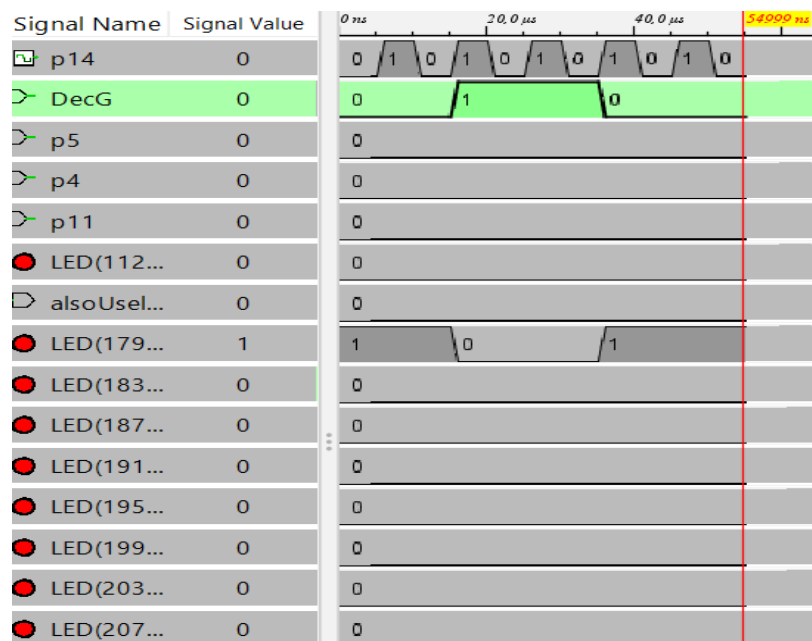 Signal Name Signal Value 0 ns 20,0 µs 40,0 µs 54999 ns
p14 0 0 1 0 1 0 1 0 1 0 1 0
DecG 0 0 1 0
p5 0 0
p4 0 0
p11 0 0
LED(112... 0 0
alsoUsel... 0 0
LED(179... 1 1 0 1
LED(183... 0 0
LED(187... 0 0
LED(191... 0 0
LED(195... 0 0
LED(199... 0 0
LED(203... 0 0
LED(207... 0 0